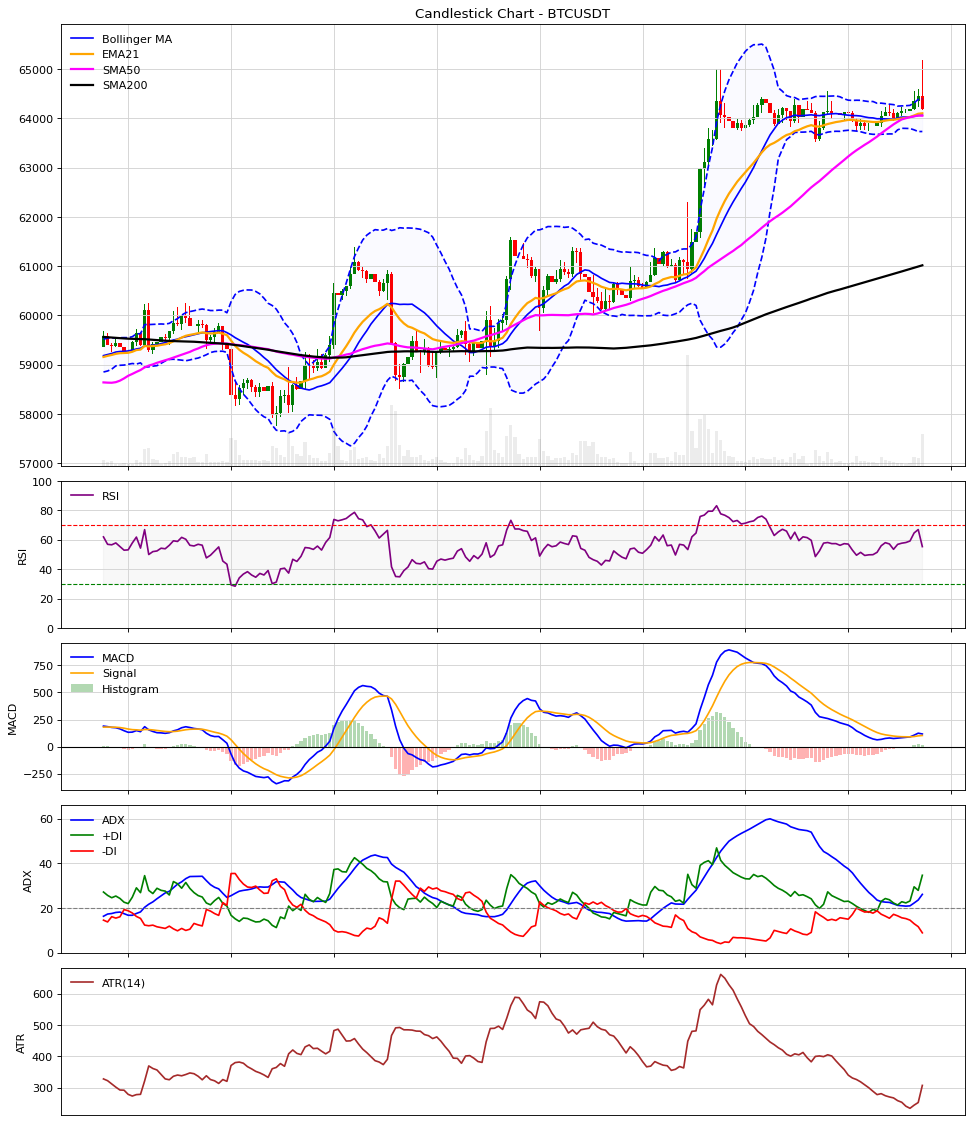 Candlestick Chart - BTCUSDT
Bollinger MA
EMA21
SMA50
SMA200
65000
64000
63000
62000
61000
60000
59000
58000
57000
RSI
RSI
100
80
60
40
20
0
MACD
Signal
Histogram
MACD
750
500
250
0
−250
ADX
+DI
-DI
ADX
60
40
20
0
ATR(14)
ATR
600
500
400
300